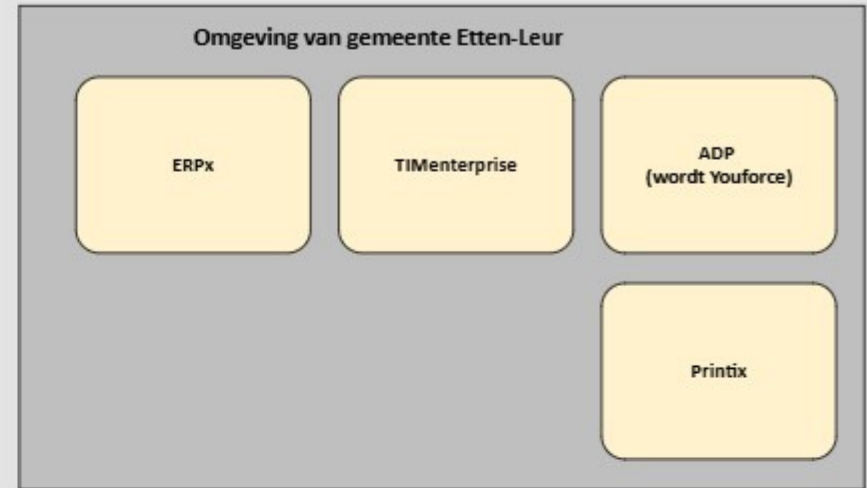 Omgeving van gemeente Etten-Leur
ERPx
TIMenterprise
ADP
(wordt Youforce)
Printix